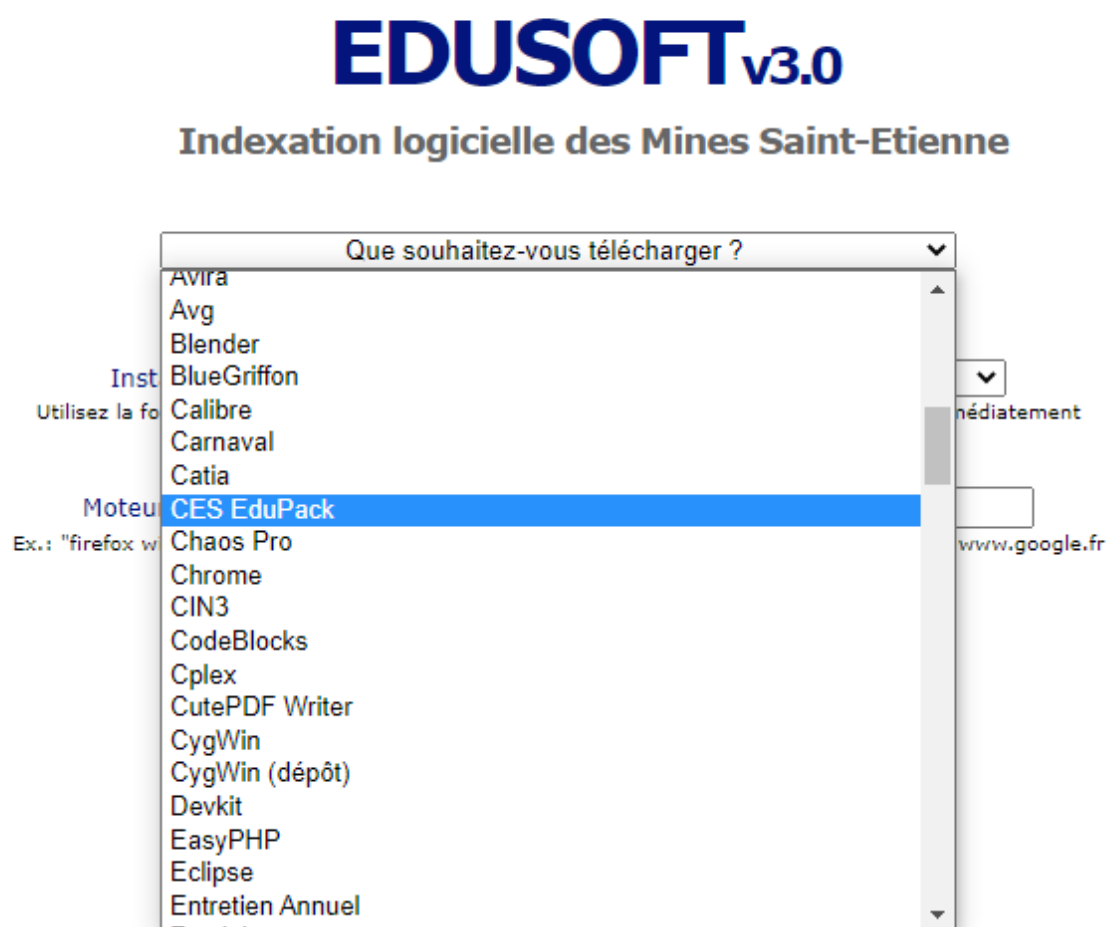 EDUSOFT v3.0
Indexation logicielle des Mines Saint-Etienne
Que souhaitez-vous télécharger ?
Avira
Avg
Blender
BlueGriffon
Inst
Calibre
Utilisez la fo
médiatement
Carnaval
Catia
Moteu
CES EduPack
Ex.: "firefox w
Chaos Pro
www.google.fr
Chrome
CIN3
CodeBlocks
Cplex
CutePDF Writer
CygWin
CygWin (dépôt)
Devkit
EasyPHP
Eclipse
Entretien Annuel